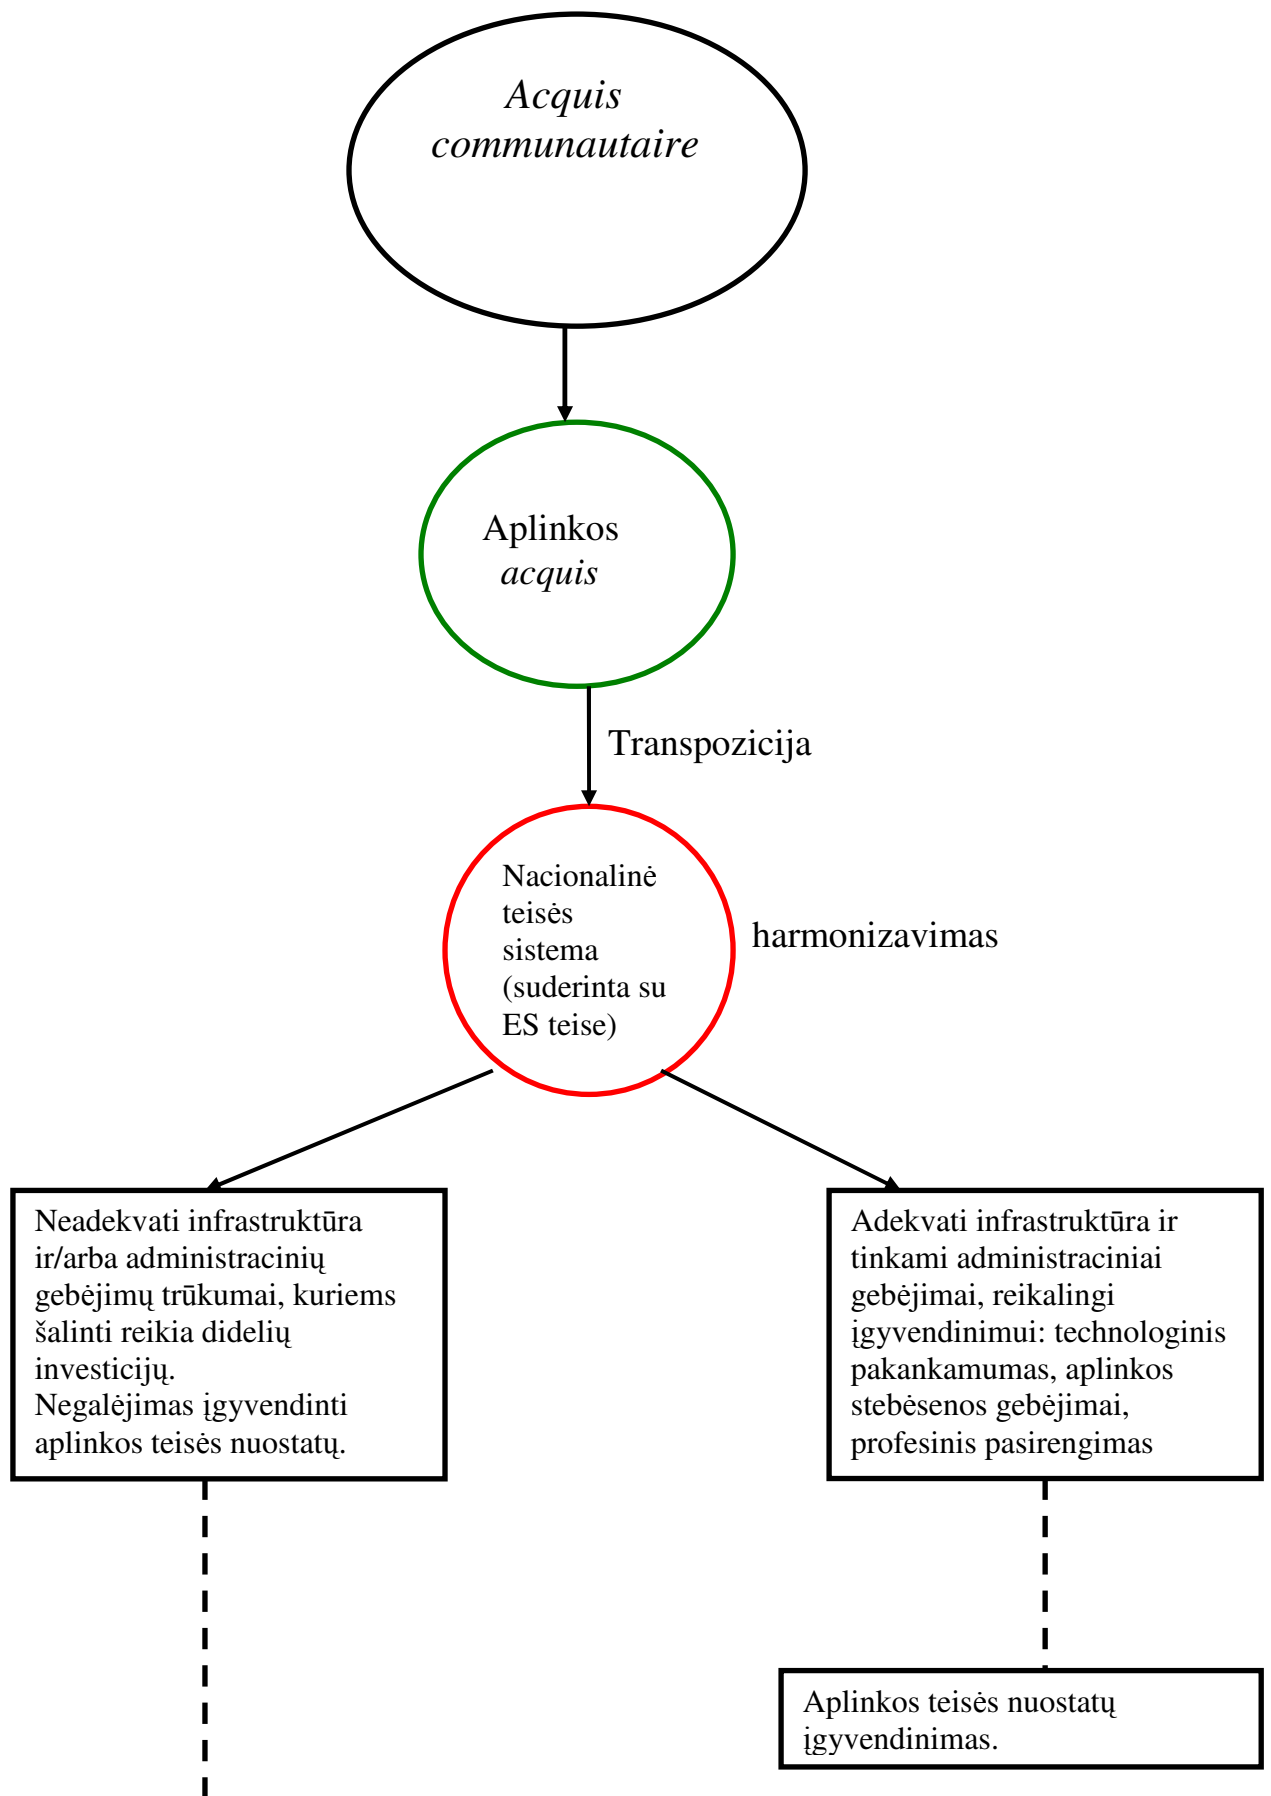 Acquis
communautaire
Aplinkos
acquis
Transpozicija
Nacionalinė
teisės
sistema
(suderinta su
ES teise)
harmonizavimas
Neadekvati infrastruktūra
ir/arba administracinių
gebėjimų trūkumai, kuriems
šalinti reikia didelių
investicijų.
Negalėjimas įgyvendinti
aplinkos teisės nuostatų.
Adekvati infrastruktūra ir
tinkami administraciniai
gebėjimai, reikalingi
įgyvendinimui: technologinis
pakankamumas, aplinkos
stebėsenos gebėjimai,
profesinis pasirengimas
Aplinkos teisės nuostatų
įgyvendinimas.